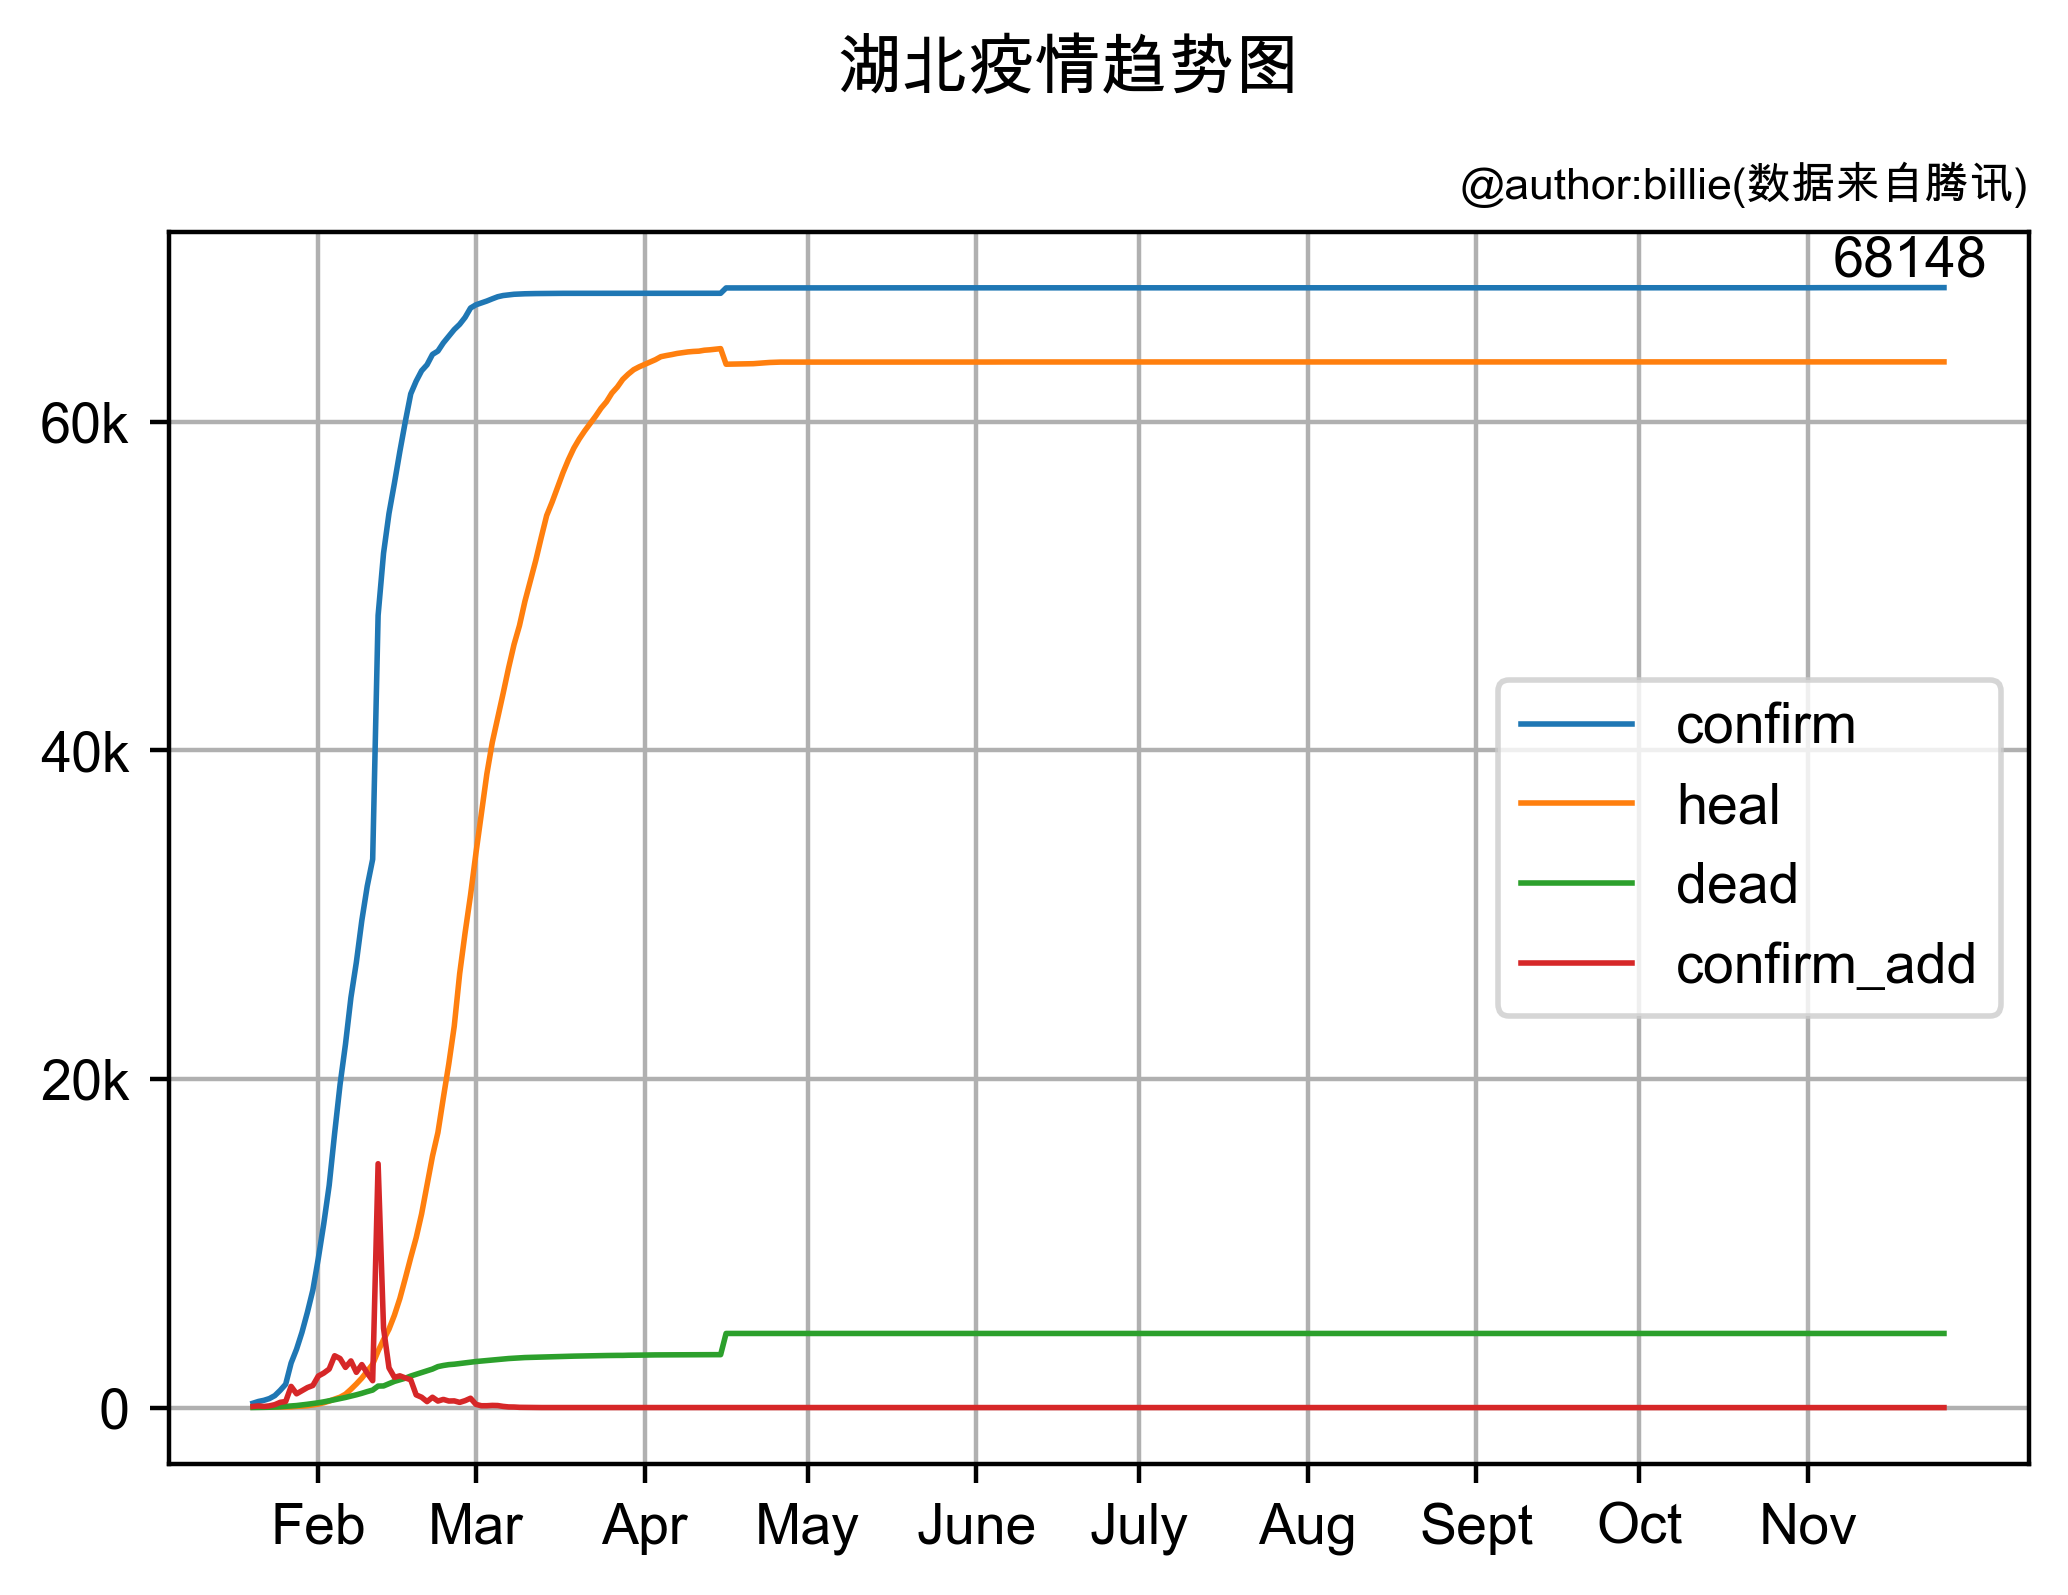 湖北疫情趋势图
@author:billie(数据来自腾讯)
68148
60k
40k
20k
0
confirm
heal
dead
confirm_add
Feb Mar Apr May June July Aug Sept Oct Nov